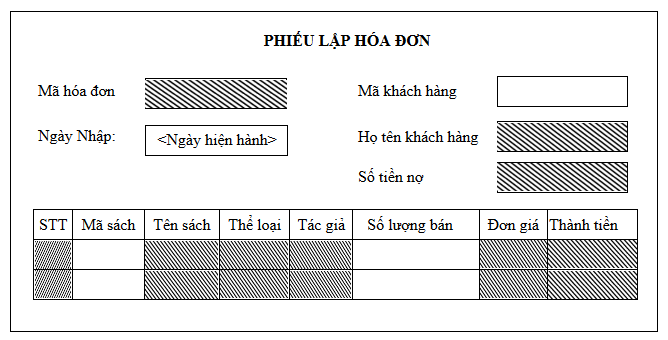 PHIẾU LẬP HÓA ĐƠN
Mã hóa đơn
Mã khách hàng
Ngày Nhập: <Ngày hiện hành>
Họ tên khách hàng
Số tiền nợ
STT Mã sách Tên sách Thể loại Tác giả Số lượng bán Đơn giá Thành tiền